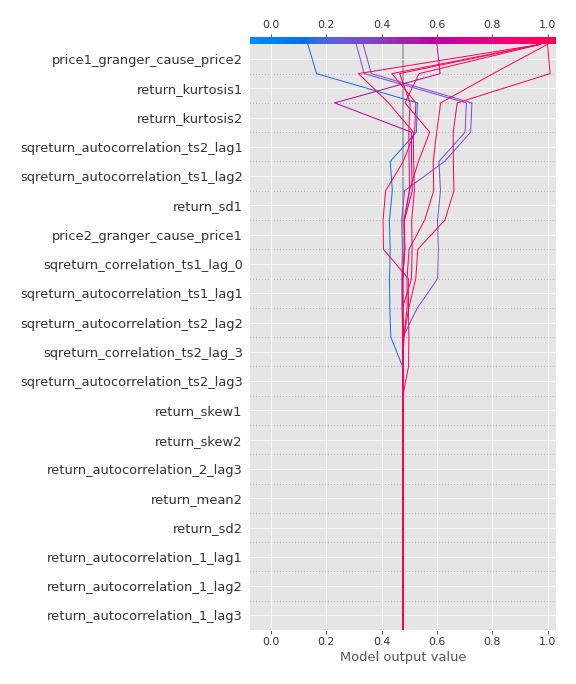 0.0 0.2 0.4 0.6 0.8 1.0
price1_granger_cause_price2
return_kurtosis1
return_kurtosis2
sqreturn_autocorrelation_ts2_lag1
sqreturn_autocorrelation_ts1_lag2
return_sd1
price2_granger_cause_price1
sqreturn_correlation_ts1_lag_0
sqreturn_autocorrelation_ts1_lag1
sqreturn_autocorrelation_ts2_lag2
sqreturn_correlation_ts2_lag_3
sqreturn_autocorrelation_ts2_lag3
return_skew1
return_skew2
return_autocorrelation_2_lag3
return_mean2
return_sd2
return_autocorrelation_1_lag1
return_autocorrelation_1_lag2
return_autocorrelation_1_lag3
0.0 0.2 0.4 0.6 0.8 1.0
Model output value